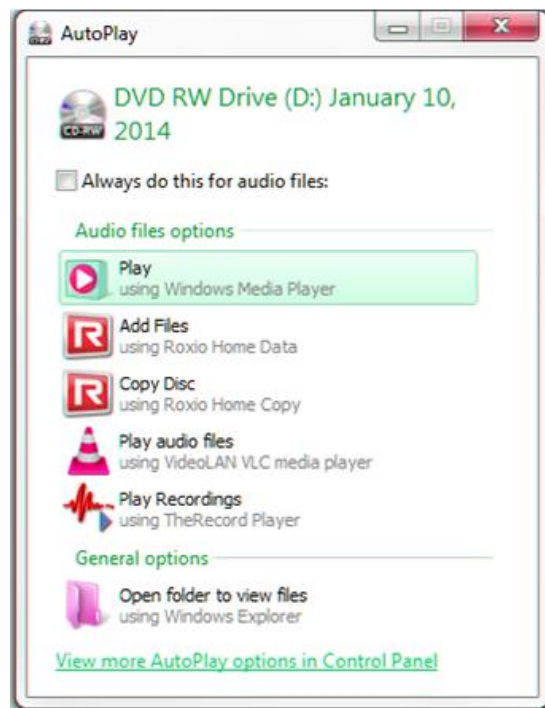 AutoPlay
DVD RW Drive (D:) January 10,
2014
CD-RW
Always do this for audio files:
Audio files options
Play
using Windows Media Player
Add Files
using Roxio Home Data
Copy Disc
using Roxio Home Copy
Play audio files
using VideoLAN VLC media player
Play Recordings
using TheRecord Player
General options
Open folder to view files
using Windows Explorer
View more AutoPlay options in Control Panel